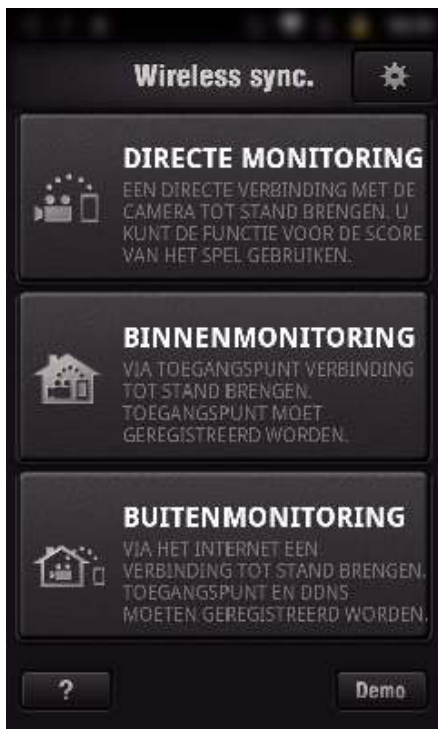 Wireless sync.
DIRECTE MONITORING
EEN DIRECTE VERBINDING MET DE
CAMERA TOT STAND BRENGEN. U
KUNT DE FUNCTIE VOOR DE SCORE
VAN HET SPEL GEBRUIKEN.
BINNENMONITORING
VIA TOEGANGSPUNT VERBINDING
TOT STAND BRENGEN.
TOEGANGSPUNT MOET
GEREGISTREERD WORDEN.
BUITENMONITORING
VIA HET INTERNET EEN
VERBINDING TOT STAND BRENGEN.
TOEGANGSPUNT EN DDNS
MOETEN GEREGISTREERD WORDEN.
?
Demo